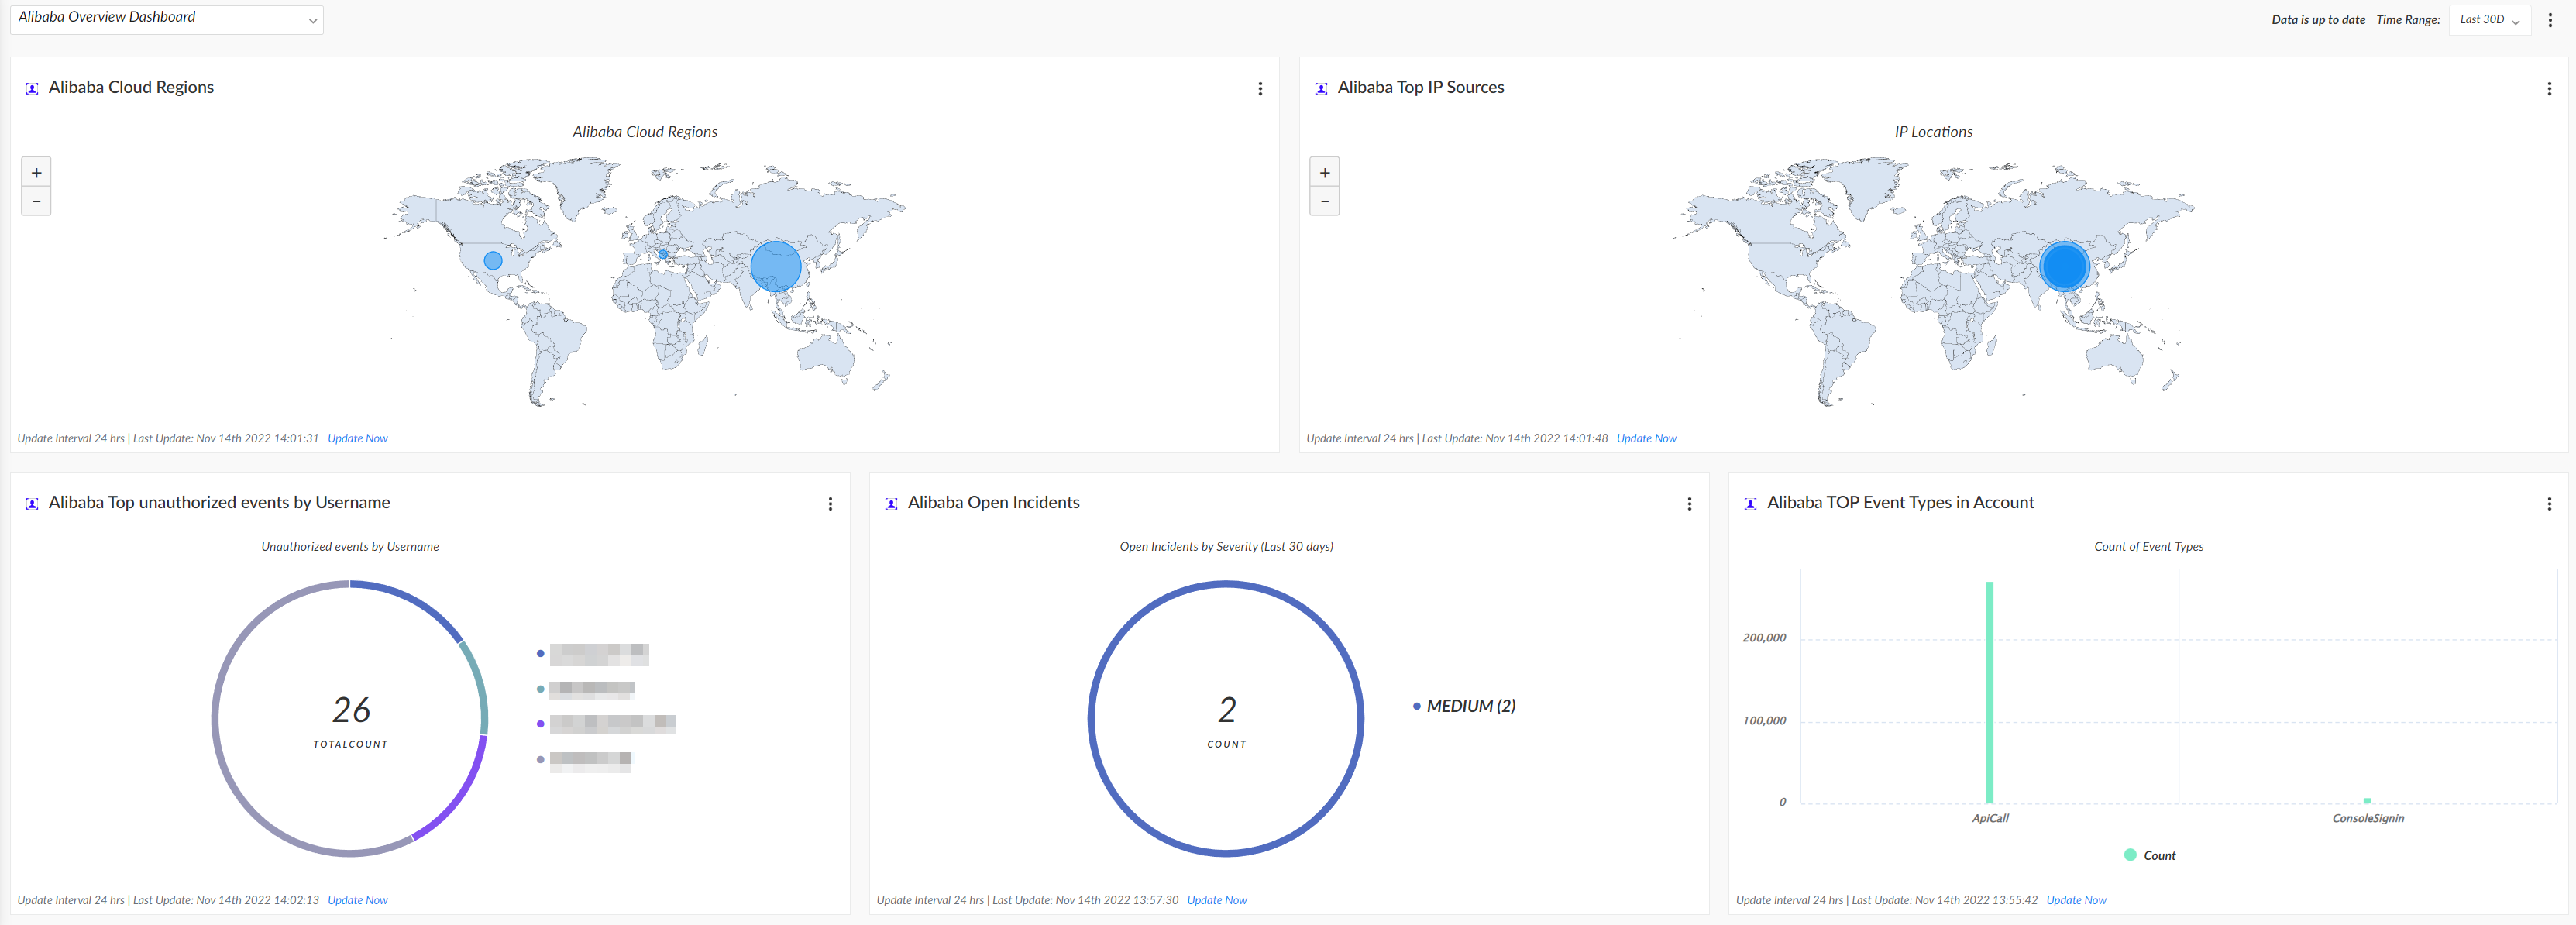 Alibaba Overview Dashboard
Data is up to date Time Range: Last 30D
Alibaba Cloud Regions
Alibaba Cloud Regions
+
-
Update Interval 24 hrs | Last Update: Nov 14th 2022 14:01:31 Update Now
Alibaba Top IP Sources
IP Locations
+
-
Update Interval 24 hrs | Last Update: Nov 14th 2022 14:01:48 Update Now
Alibaba Top unauthorized events by Username
Unauthorized events by Username
26
TOTALCOUNT
Update Interval 24 hrs | Last Update: Nov 14th 2022 14:02:13 Update Now
Alibaba Open Incidents
Open Incidents by Severity (Last 30 days)
2
COUNT
MEDIUM (2)
Update Interval 24 hrs | Last Update: Nov 14th 2022 13:57:30 Update Now
Alibaba TOP Event Types in Account
Count of Event Types
200,000
100,000
0
ApiCall ConsoleSignin
Count
Update Interval 24 hrs | Last Update: Nov 14th 2022 13:55:42 Update Now